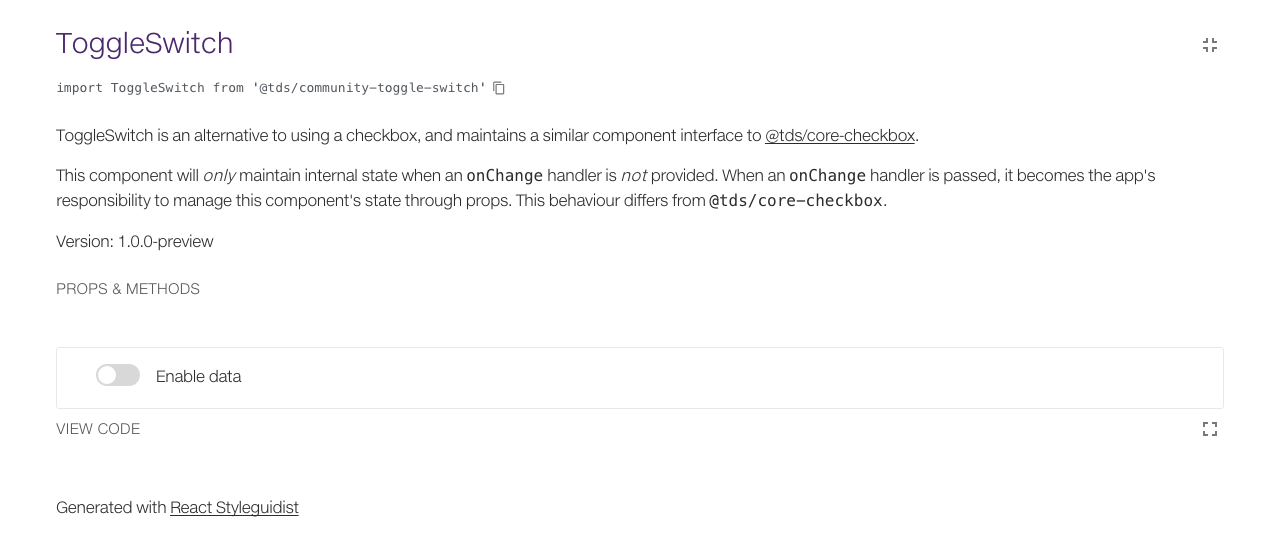 ToggleSwitch
import ToggleSwitch from '@tds/community-toggle-switch'
ToggleSwitch is an alternative to using a checkbox, and maintains a similar component interface to @tds/core-checkbox.
This component will only maintain internal state when an onChange handler is not provided. When an onChange handler is passed, it becomes the app's
responsibility to manage this component's state through props. This behaviour differs from @tds/core-checkbox.
Version: 1.0.0-preview
PROPS & METHODS
Enable data
VIEW CODE
Generated with React Styleguidist